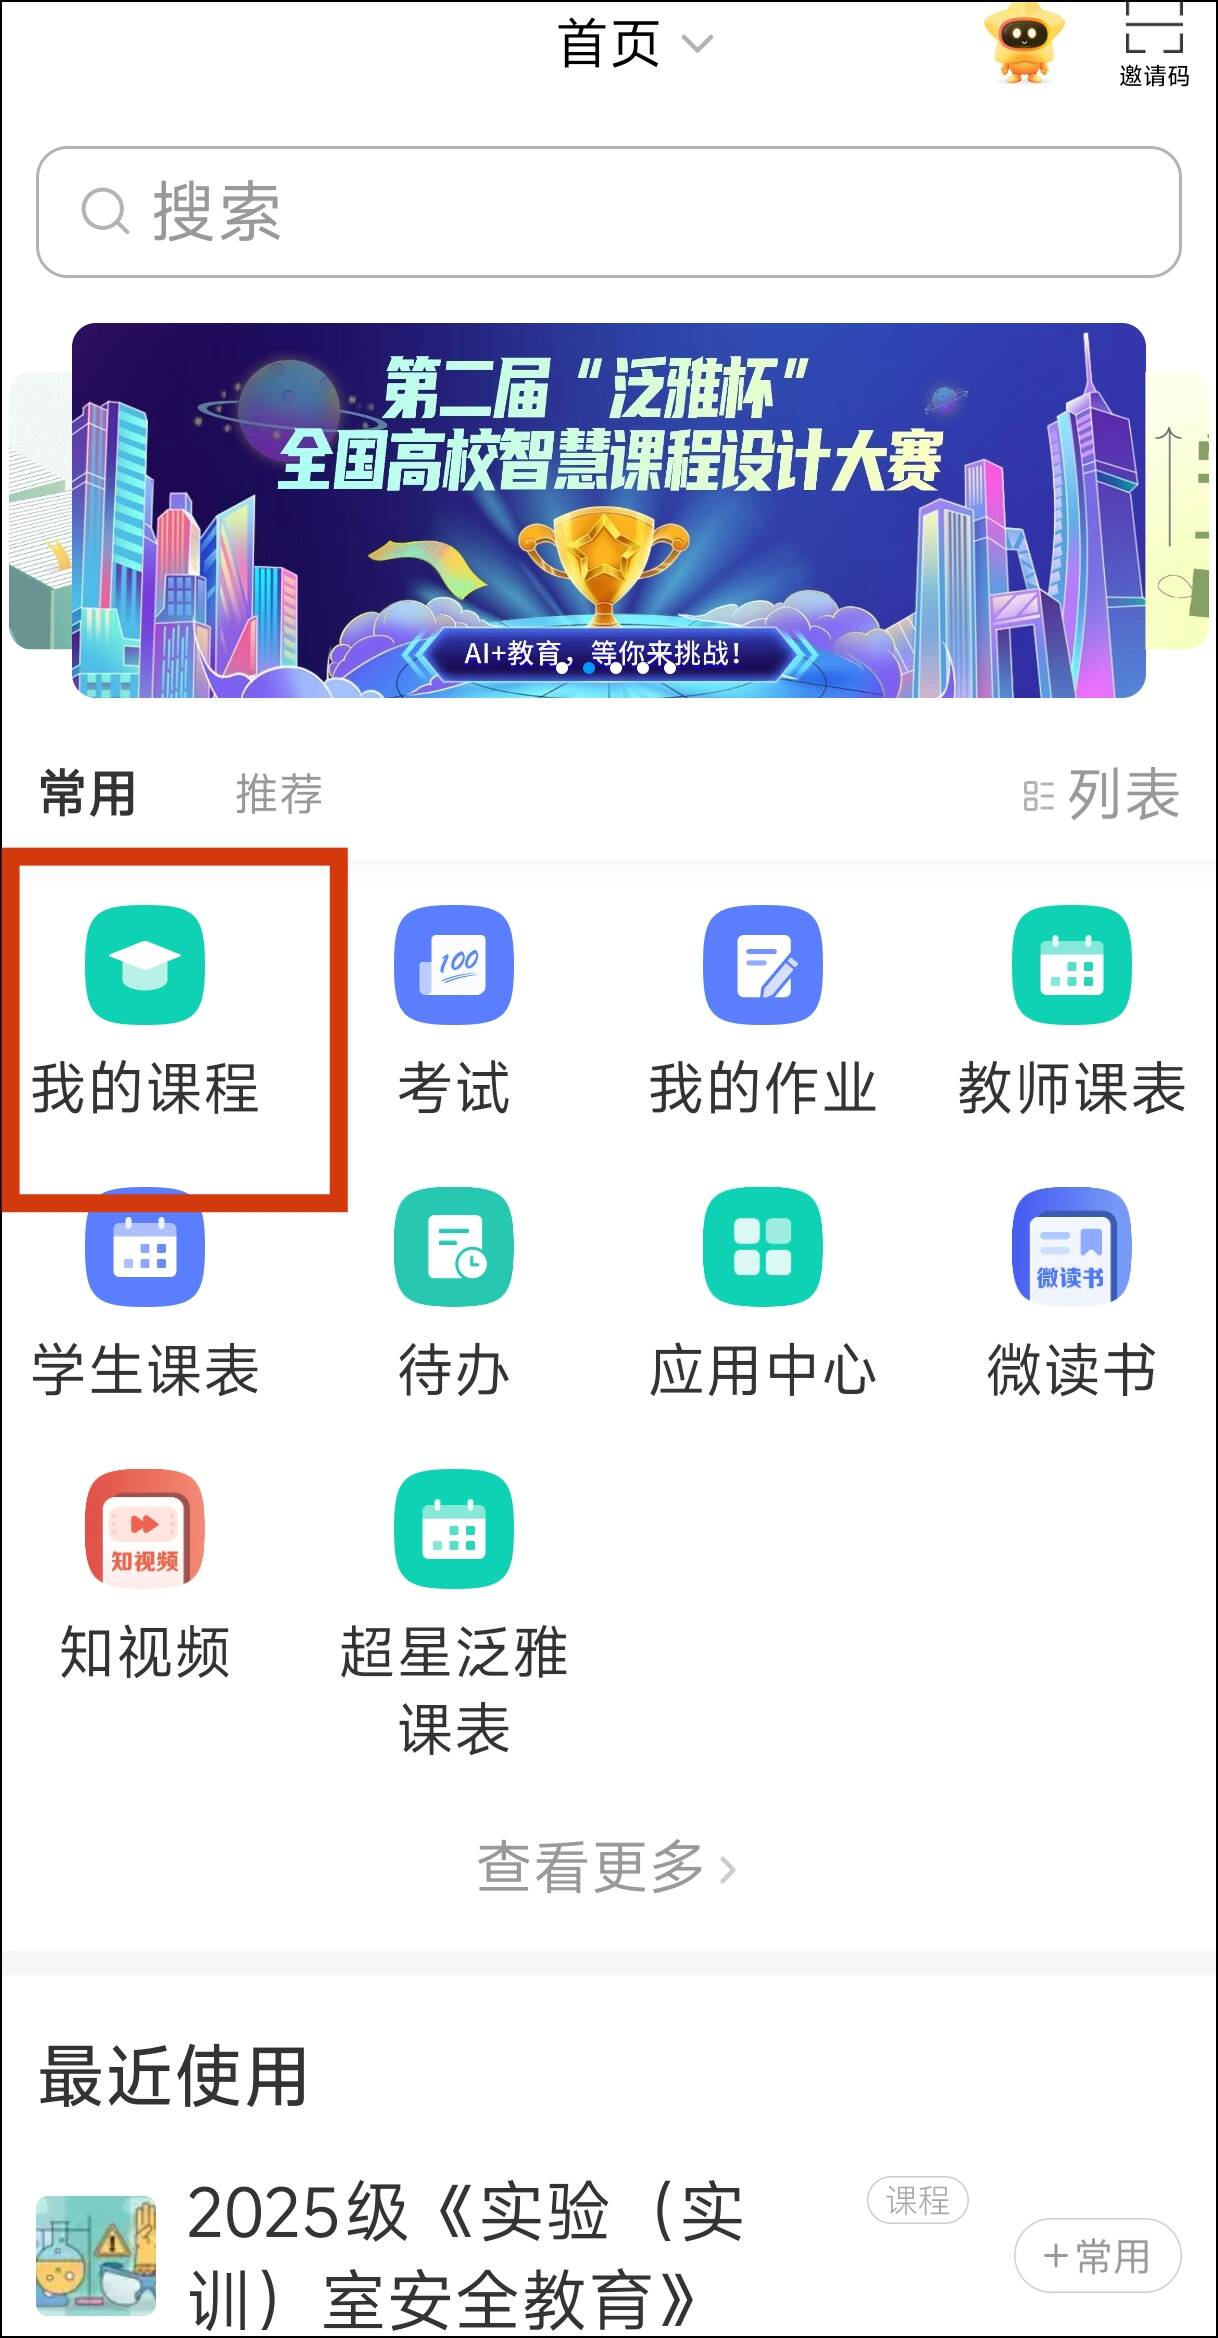 首页
邀请码
搜索
第二届“泛雅杯”
全国高校智慧课程设计大赛
AI+教育，等你来挑战！
常用
推荐
列表
100
我的课程
考试
我的作业
教师课表
微读书
学生课表
待办
应用中心
微读书
知视频
知视频
超星泛雅
课表
查看更多
最近使用
2025级《实验（实
训）室安全教育》
课程
+常用